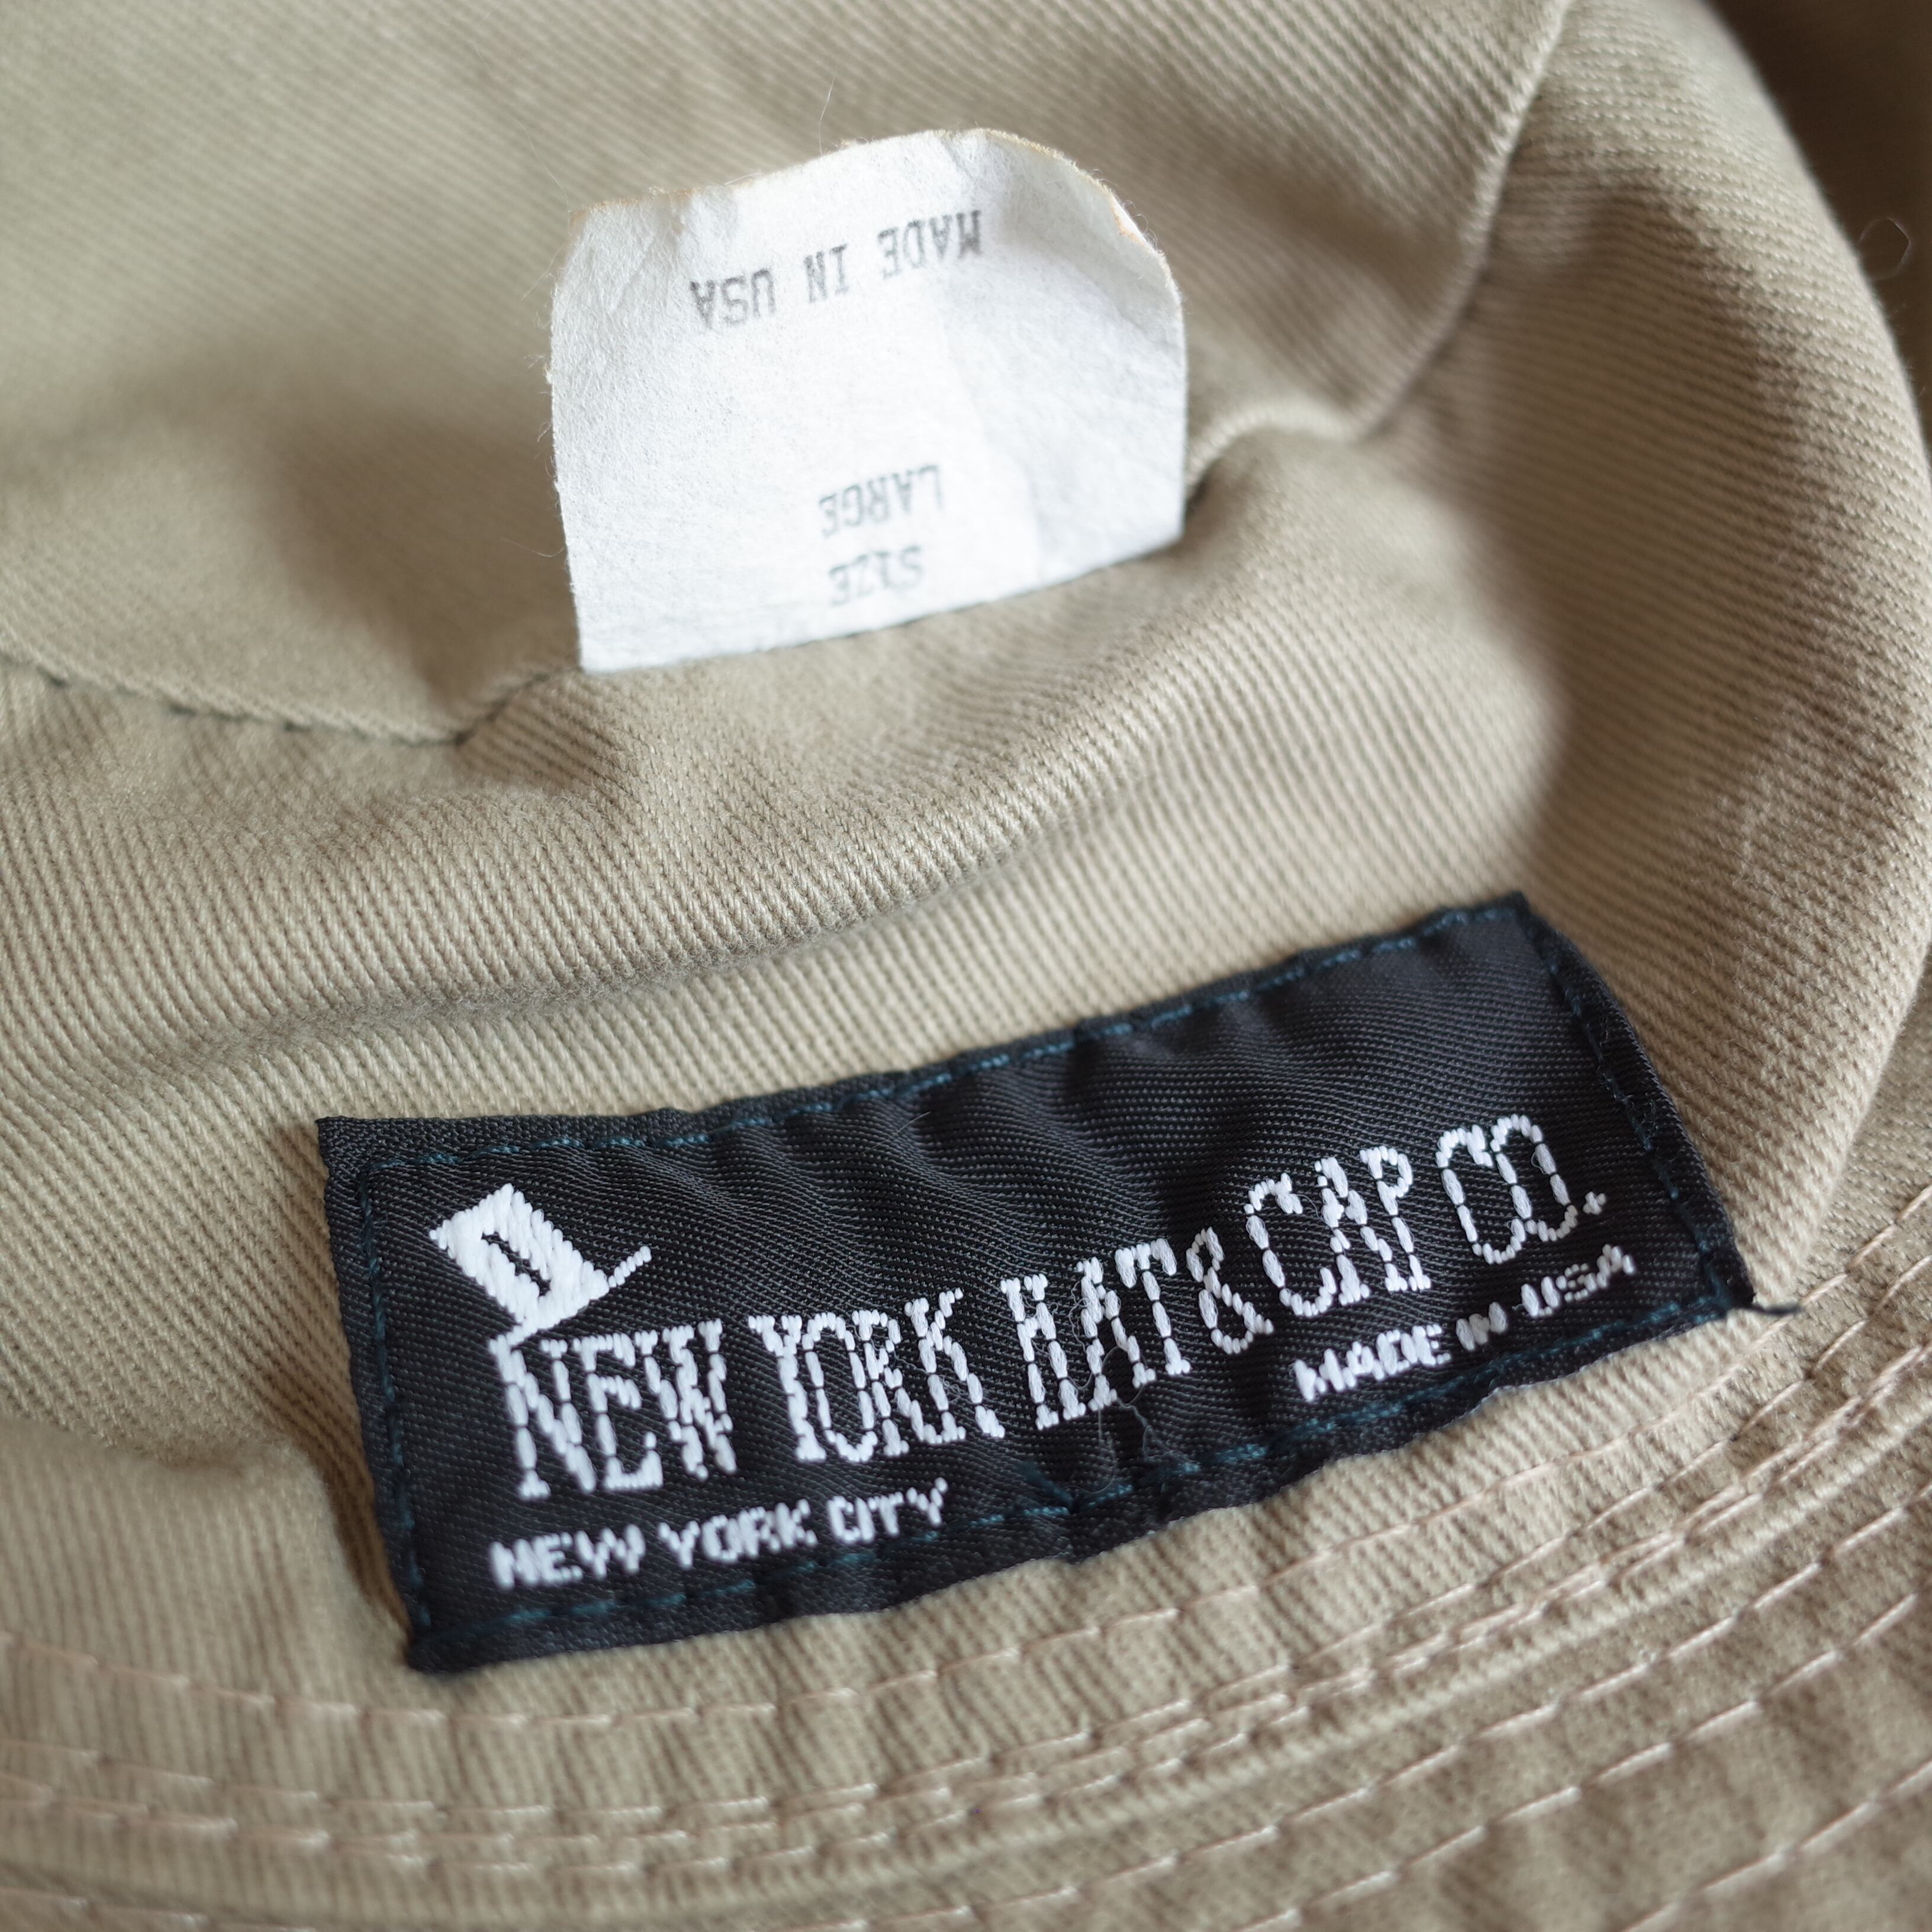 MADE IN USA
LARGE
SIZE
NEW YORK HAT & CAP CO.
MADE IN USA
NEW YORK CITY